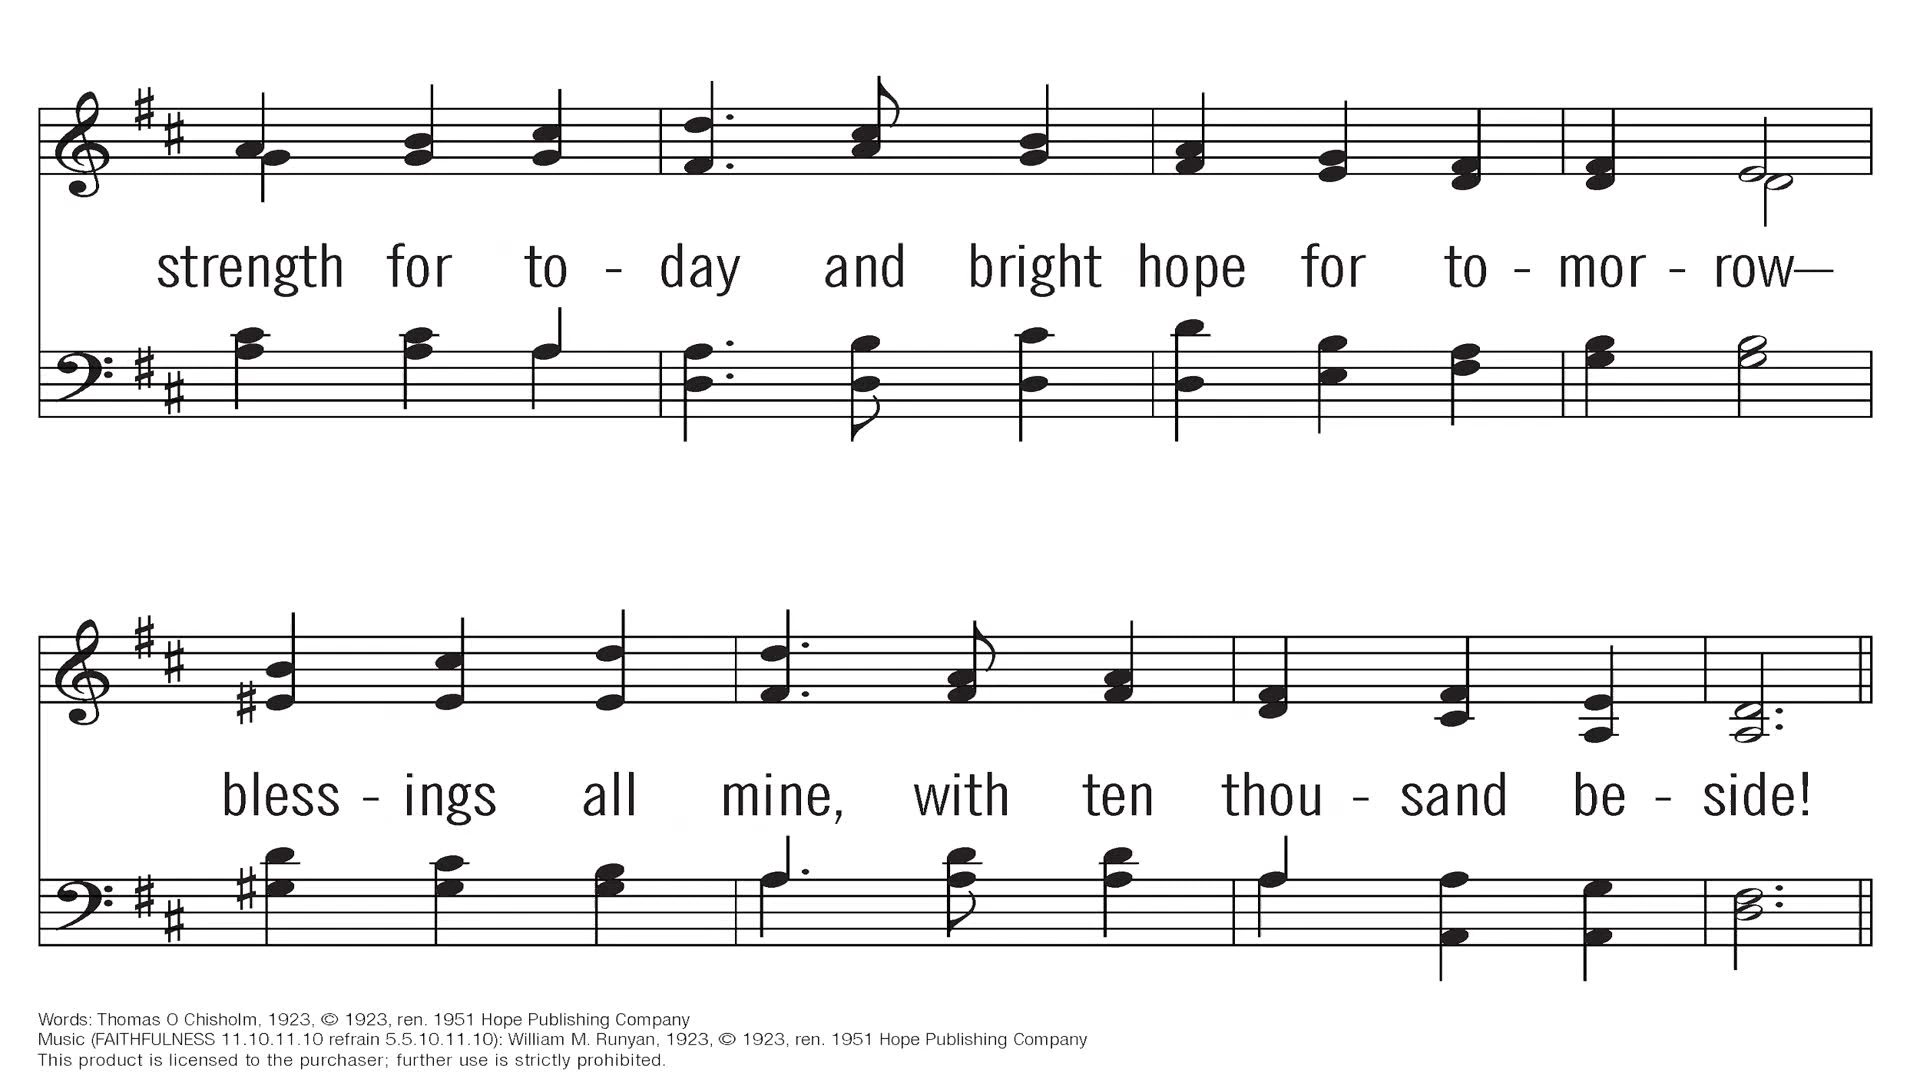 strength for to - day and bright hope for to - mor - row—
bless - ings all mine, with ten thou - sand be - side!
Words: Thomas O Chisholm, 1923, © 1923, ren. 1951 Hope Publishing Company
Music (FAITHFULNESS 11.10.11.10 refrain 5.5.10.11.10): William M. Runyan, 1923, © 1923, ren. 1951 Hope Publishing Company
This product is licensed to the purchaser; further use is strictly prohibited.